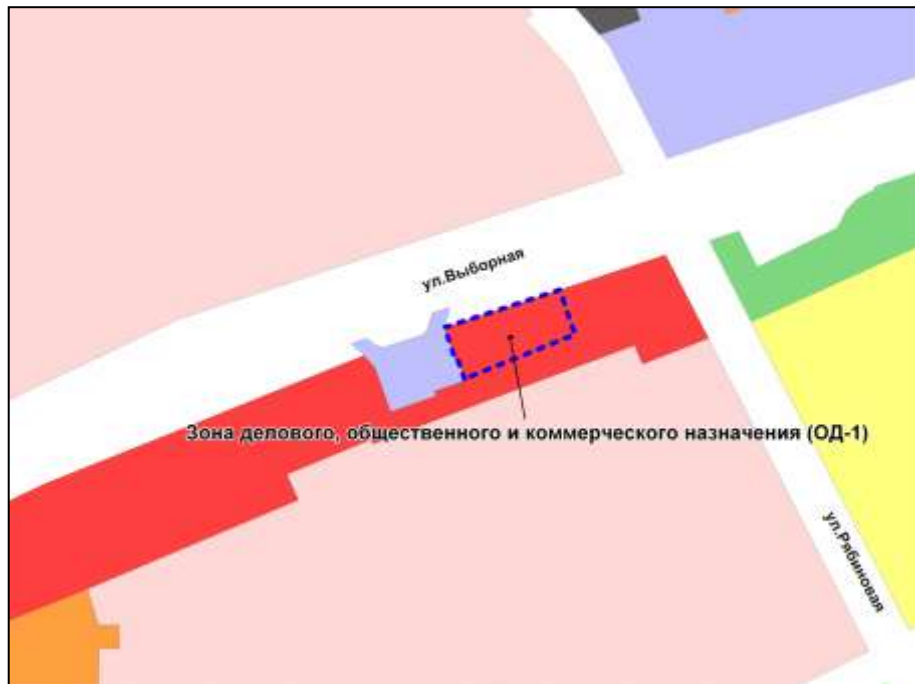 ул.Выборная
Зона делового, общественного и коммерческого назначения (ОД-1)
ул.Рябиновая